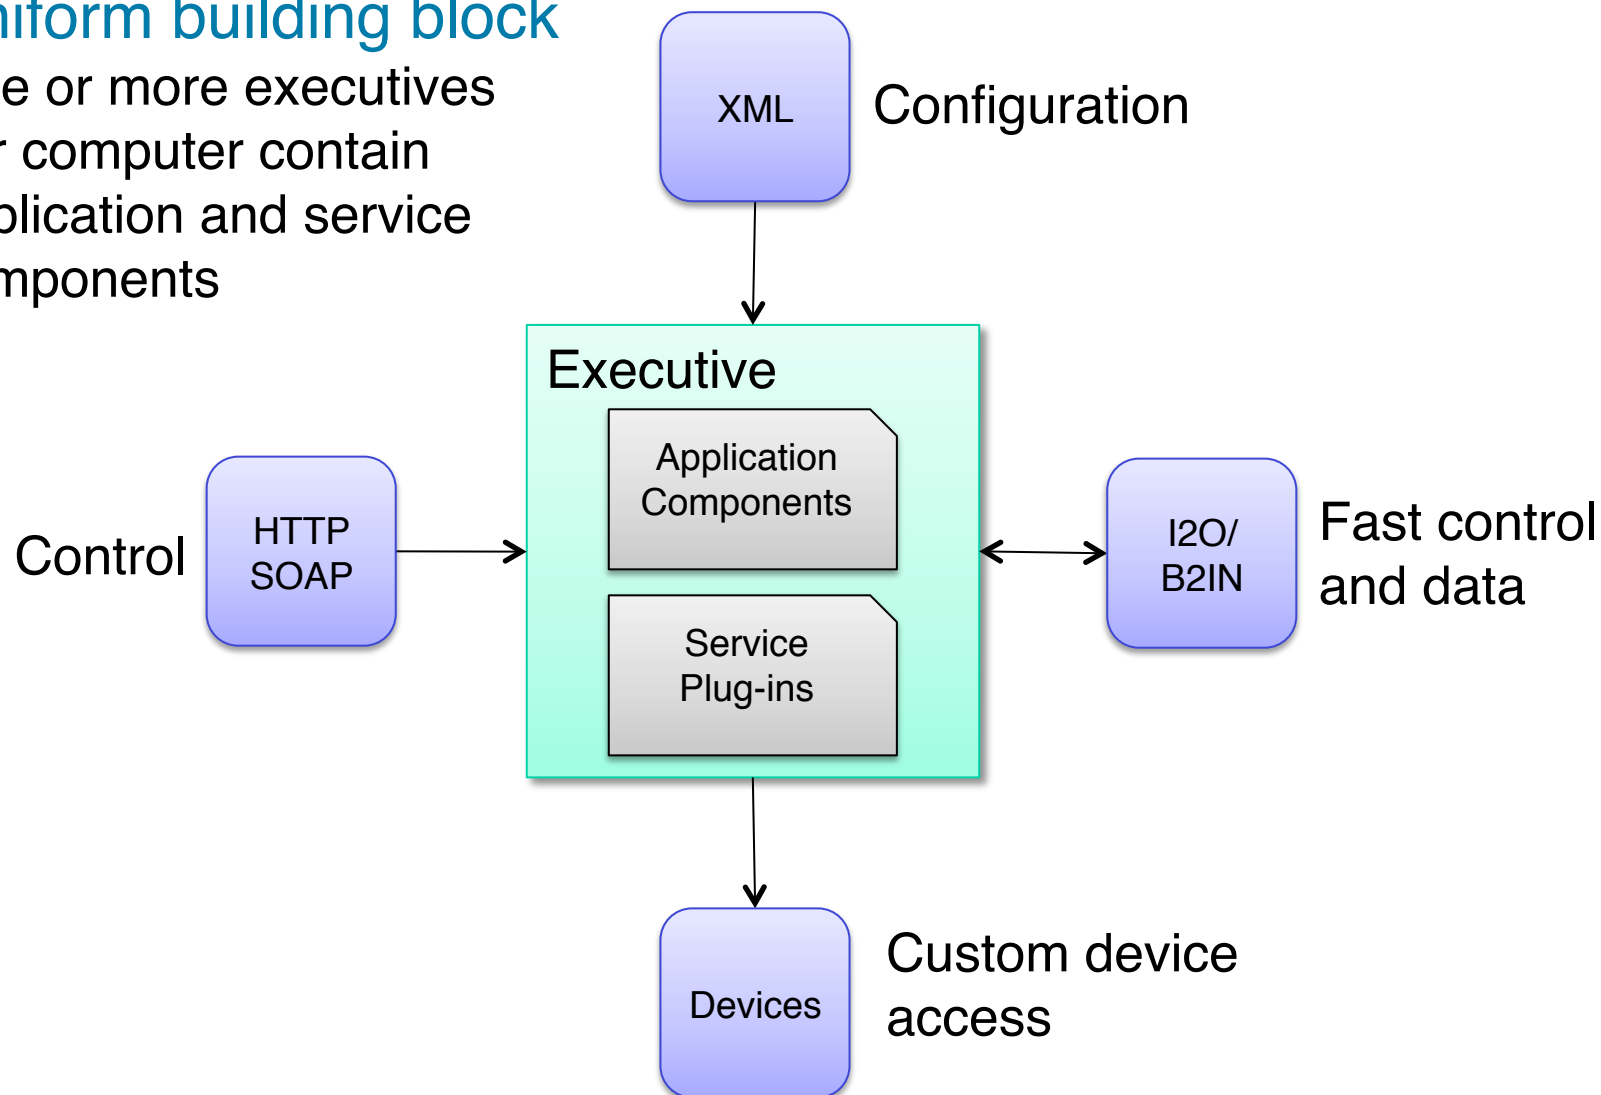 niform building block
e or more executives
r computer contain
plication and service
mponents
XML
Configuration
Executive
Application
Components
Control
HTTP
SOAP
I2O/
B2IN
Fast control
and data
Service
Plug-ins
Devices
Custom device
access